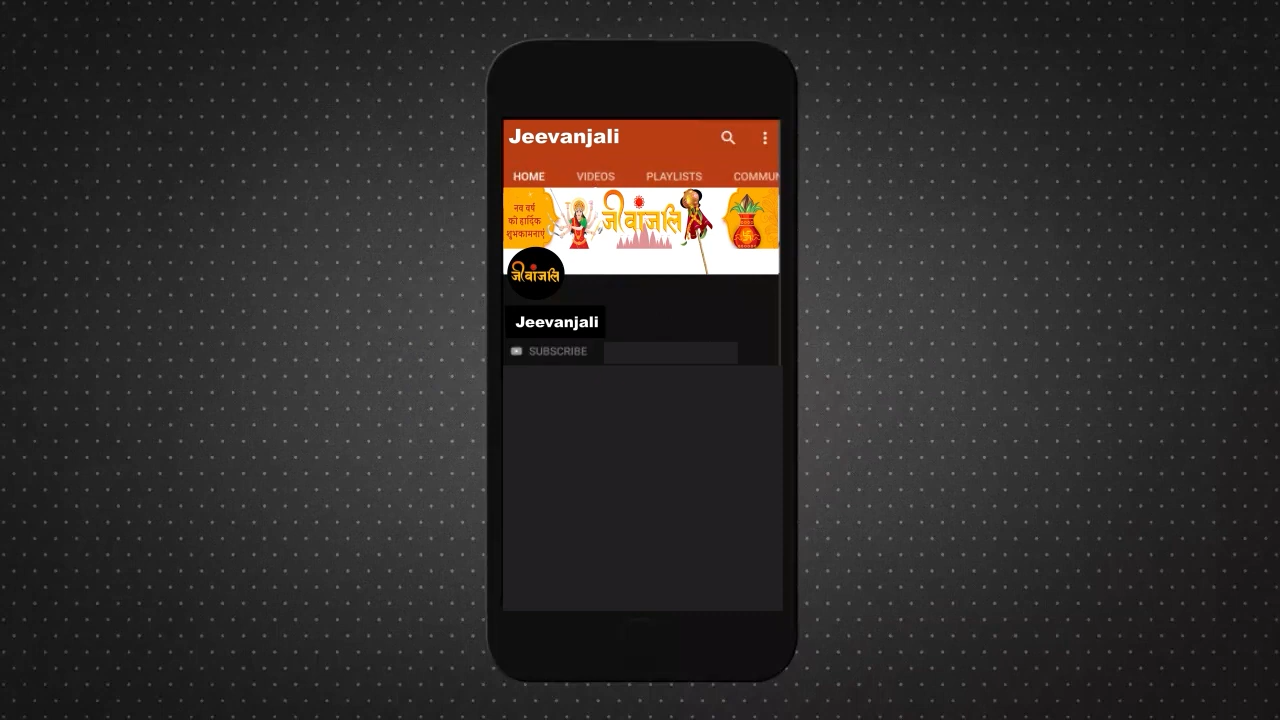 Jeevanjali
HOME VIDEOS PLAYLISTS COMMUN
नव वर्ष
की हार्दिक
शुभकामनाएं
जीवांजलि
जीवांजलि
Jeevanjali
SUBSCRIBE